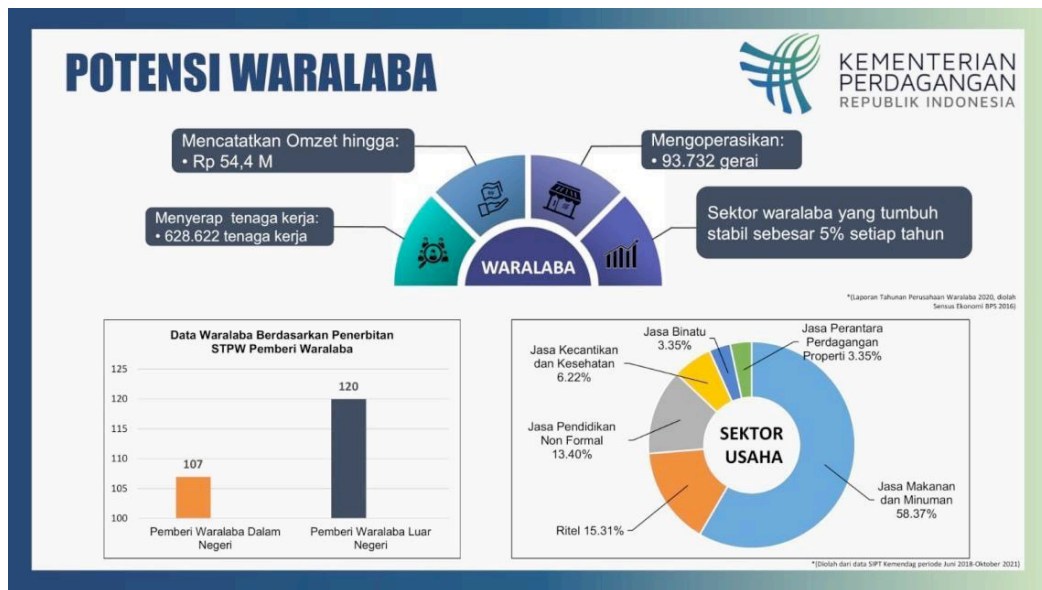 POTENSI WARALABA
KEMENTERIAN
PERDAGANGAN
REPUBLIK INDONESIA
Mencatatkan Omzet hingga:
• Rp 54,4 M
Mengoperasikan:
• 93.732 gerai
Menyerap tenaga kerja:
• 628.622 tenaga kerja
Sektor waralaba yang tumbuh
stabil sebesar 5% setiap tahun
WARALABA
*(Laporan Tahunan Perusahaan Waralaba 2020, diolah
Sensus Ekonomi BPS 2016)
Data Waralaba Berdasarkan Penerbitan
STPW Pemberi Waralaba
125
120
115
110
105
100
107
120
Pemberi Waralaba Dalam
Negeri
Pemberi Waralaba Luar
Negeri
Jasa Binatu
3.35%
Jasa Perantara
Perdagangan
Properti 3.35%
Jasa Kecantikan
dan Kesehatan
6.22%
Jasa Pendidikan
Non Formal
13.40%
SEKTOR
USAHA
Jasa Makanan
dan Minuman
58.37%
Ritel 15.31%
*(Diolah dari data SIPT Kemendag periode Juni 2018-Oktober 2021)